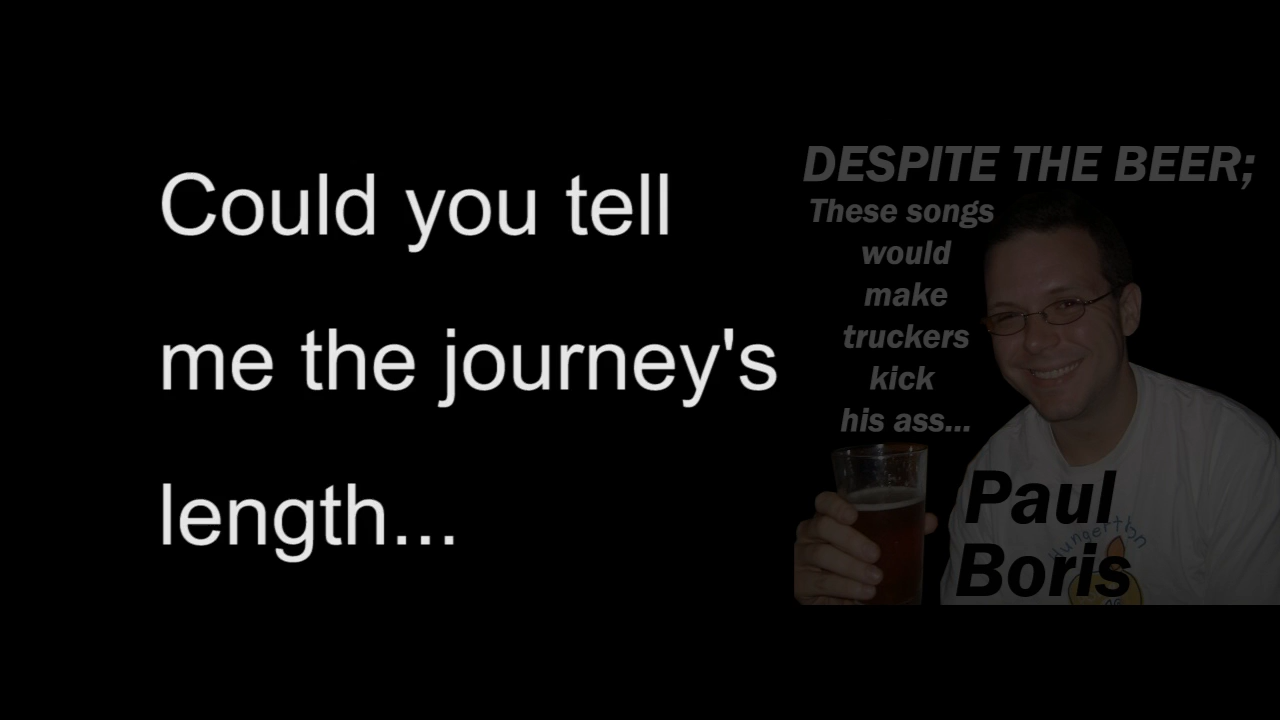 Could you tell
me the journey's
length...
DESPITE THE BEER;
These songs
would
make
truckers
kick
his ass...
Paul
Boris
Hungerthon